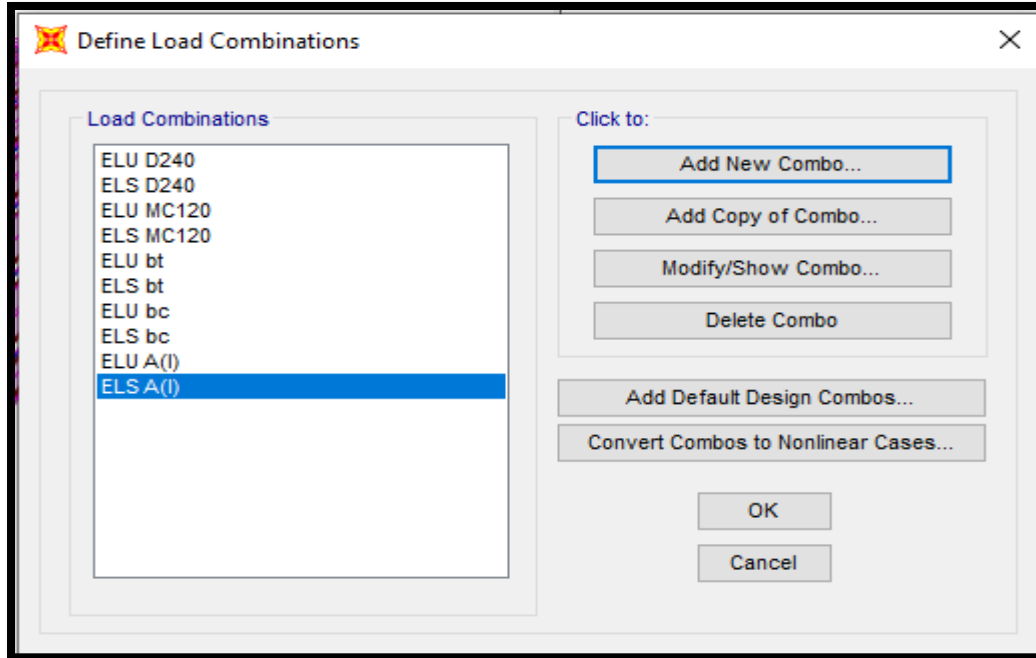 Define Load Combinations
Load Combinations
ELU D240
ELS D240
ELU MC120
ELS MC120
ELU bt
ELS bt
ELU bc
ELS bc
ELU A(l)
ELS A(l)
Click to:
Add New Combo...
Add Copy of Combo...
Modify/Show Combo...
Delete Combo
Add Default Design Combos...
Convert Combos to Nonlinear Cases...
OK
Cancel